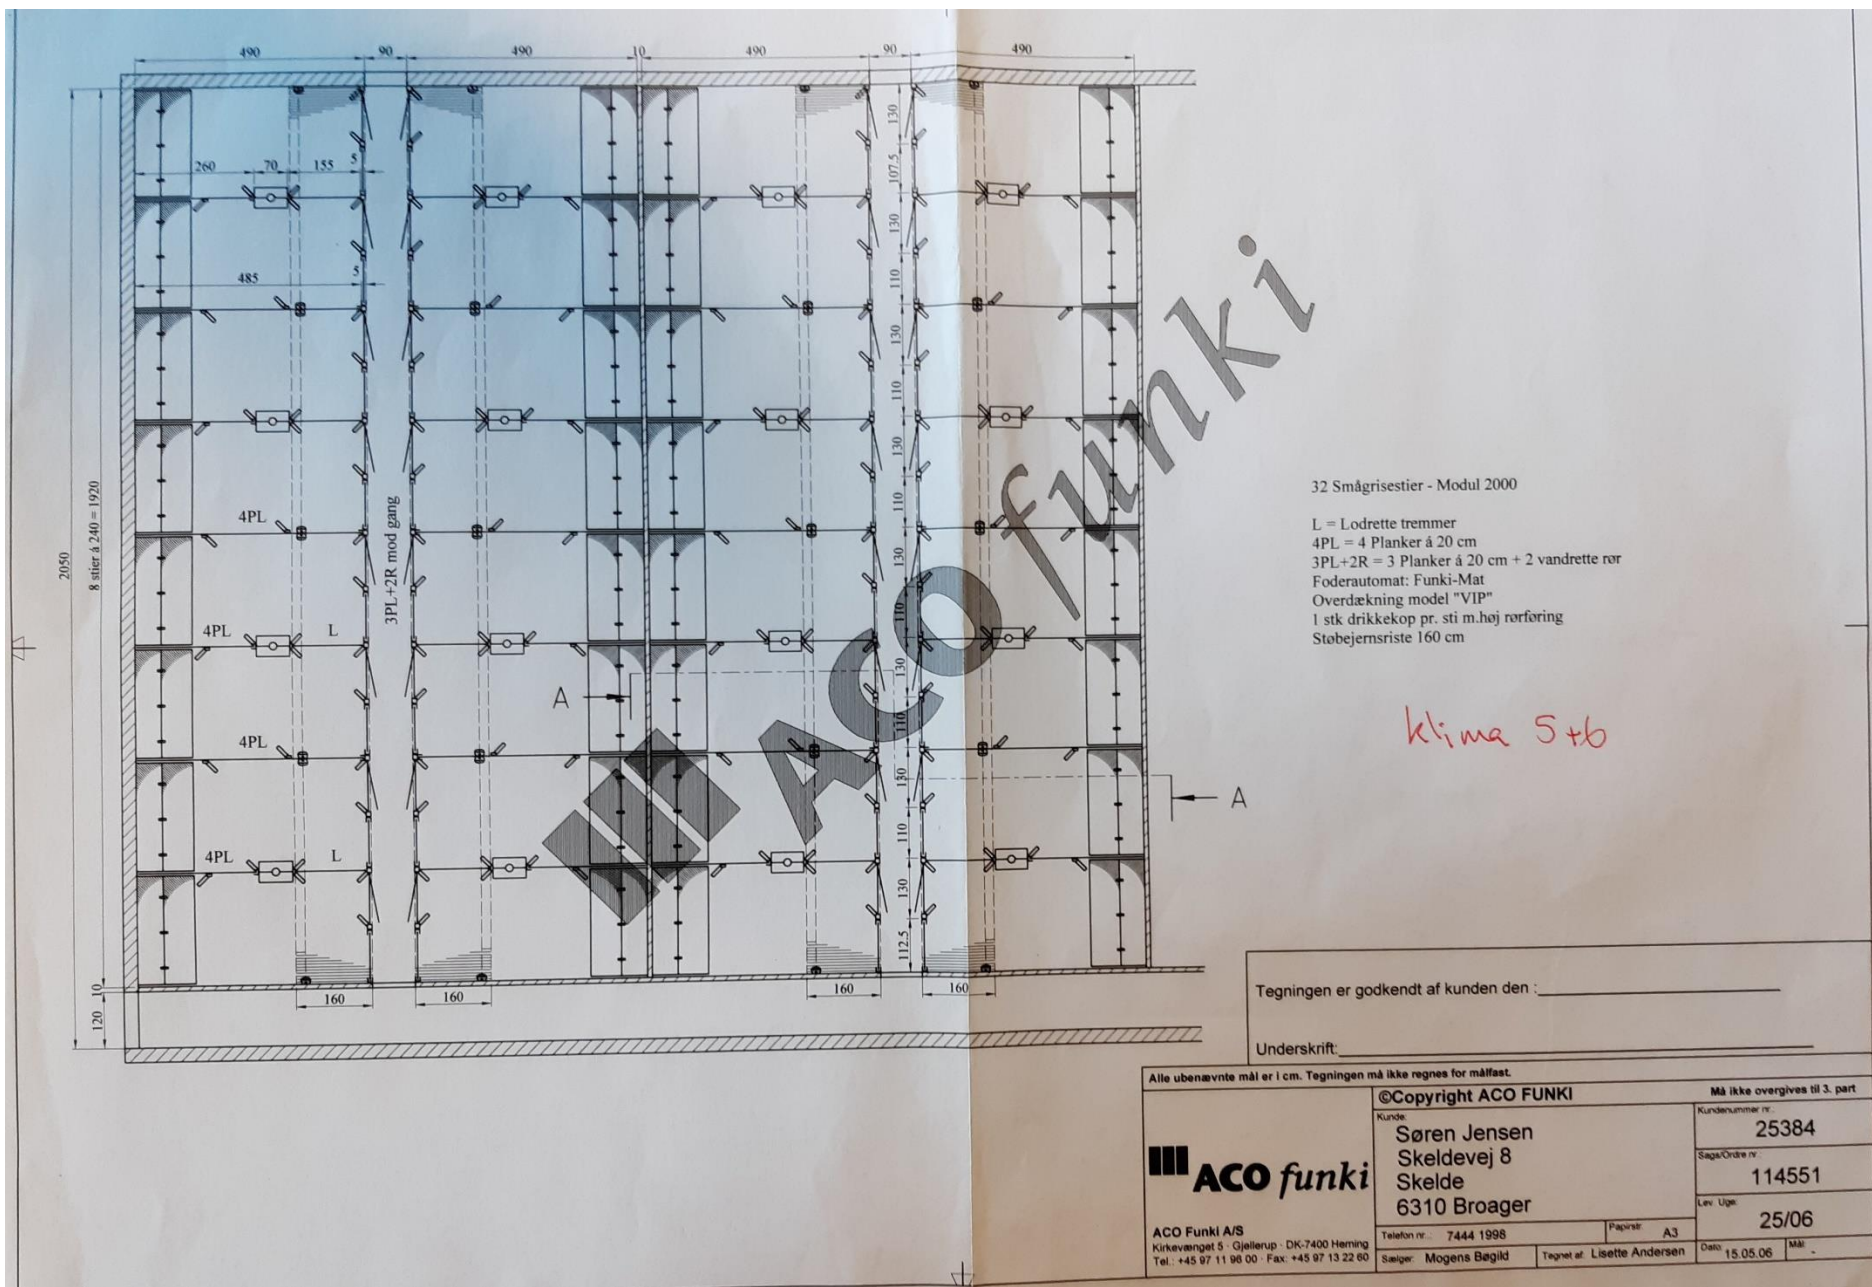 490 90 490 10 490 90 490
130
107.5
260 70 155 5
130
485 5
110
130
110
130
110
130
110
130
110
130
110
130
112.5
2050
8 stier á 240 = 1920
10
120
3PL+2R mod gang
4PL
4PL L
4PL
4PL L
A
A
160 160 160 160
ACO funki
32 Smågrisestier - Modul 2000
L = Lodrette tremmer
4PL = 4 Planker á 20 cm
3PL+2R = 3 Planker á 20 cm + 2 vandrette rør
Foderautomat: Funki-Mat
Overdækning model "VIP"
1 stk drikkekop pr. sti m.høj rørføring
Støbejernsriste 160 cm
klima 5+6
Tegningen er godkendt af kunden den :
Underskrift:
Alle ubenævnte mål er i cm. Tegningen må ikke regnes for målfast.
©Copyright ACO FUNKI
Må ikke overgives til 3. part
ACO funki
ACO Funki A/S
Kirkevænget 5 · Gjellerup · DK-7400 Herning
Tel.: +45 97 11 96 00 · Fax: +45 97 13 22 60
Kunde:
Søren Jensen
Skeldevej 8
Skelde
6310 Broager
Telefon nr.: 7444 1998
Papirstr. A3
Sælger: Mogens Bøgild
Tegnet af: Lisette Andersen
Kundenummer nr.:
25384
Sags/Ordre nr.:
114551
Lev. Uge:
25/06
Dato: 15.05.06
Mål: -